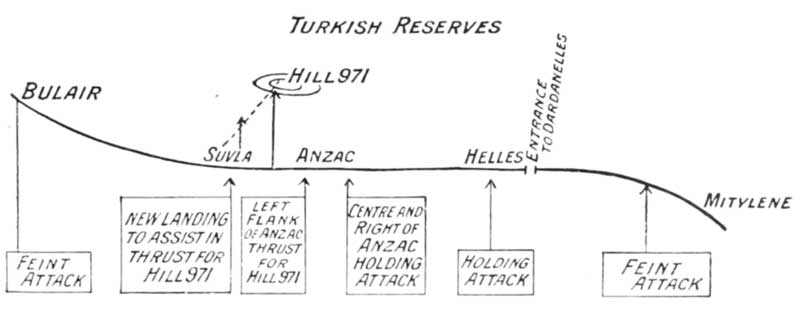 TURKISH RESERVES
BULAIR
HILL 971
SUVLA
ANZAC
HELLES
ENTRANCE
TO DARDANELLES
MITYLENE
FEINT
ATTACK
NEW LANDING
TO ASSIST IN
THRUST FOR
HILL 971
LEFT
FLANK
OF ANZAC
THRUST
FOR
HILL 971
CENTRE AND
RIGHT OF
ANZAC
HOLDING
ATTACK
HOLDING
ATTACK
FEINT
ATTACK